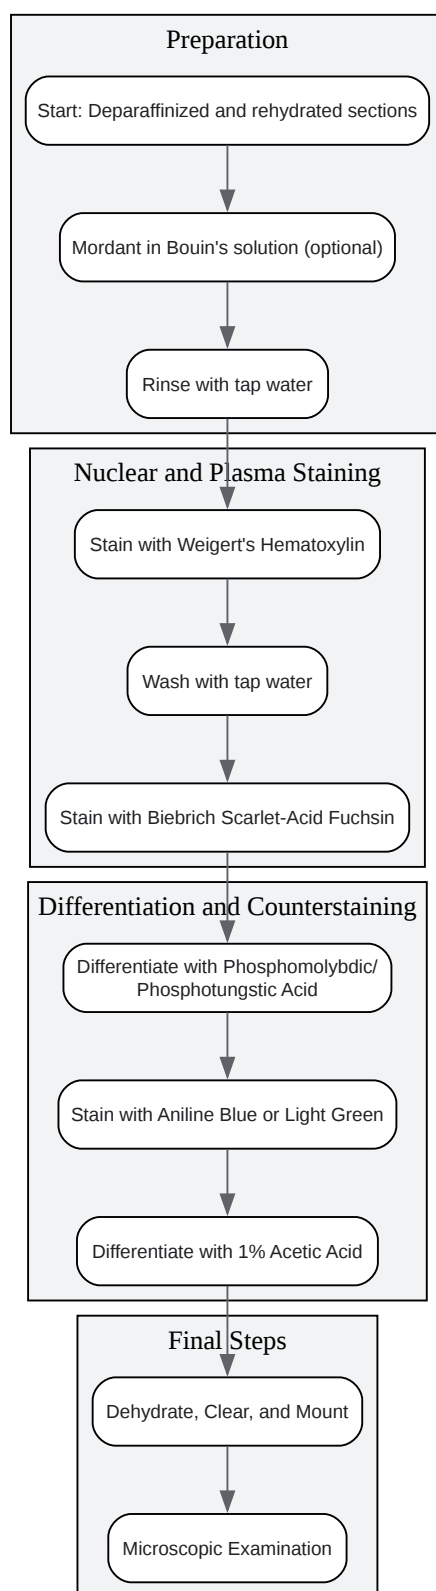 Preparation
Start: Deparaffinized and rehydrated sections
Mordant in Bouin's solution (optional)
Rinse with tap water
Nuclear and Plasma Staining
Stain with Weigert's Hematoxylin
Wash with tap water
Stain with Biebrich Scarlet-Acid Fuchsin
Differentiation and Counterstaining
Differentiate with Phosphomolybdic/
Phosphotungstic Acid
Stain with Aniline Blue or Light Green
Differentiate with 1% Acetic Acid
Final Steps
Dehydrate, Clear, and Mount
Microscopic Examination